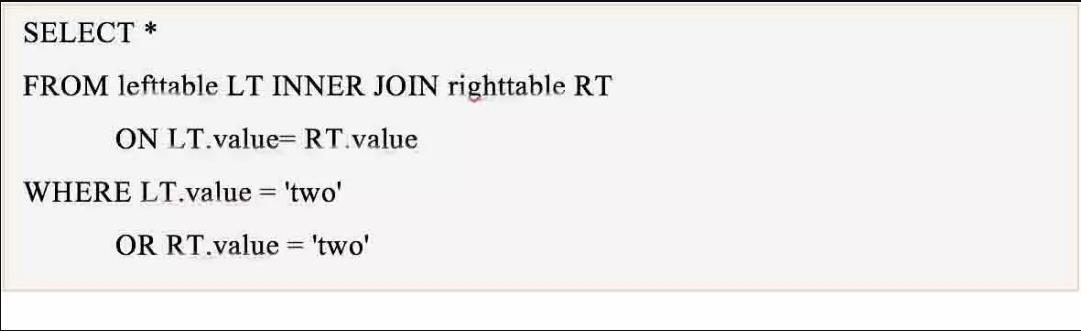 SELECT *
FROM lefttable LT INNER JOIN righttable RT
ON LT.value= RT.value
WHERE LT.value = 'two'
OR RT.value = 'two'